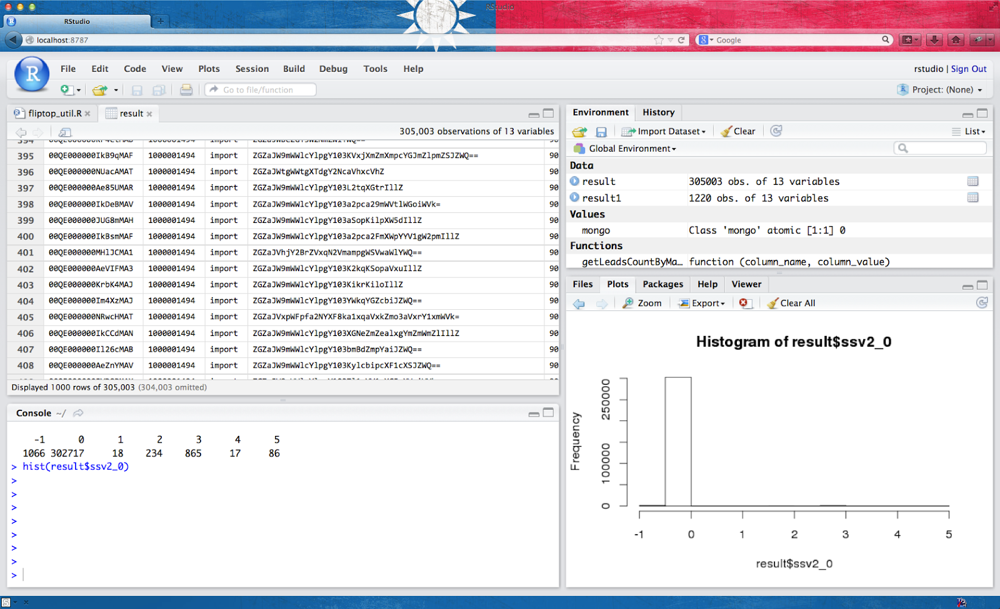 RStudio
RStudio
localhost:8787
Google
File Edit Code View Plots Session Build Debug Tools Help
rstudio | Sign Out
Go to file/function
Project: (None)
fliptop_util.R result
305,003 observations of 13 variables
394
395 00QE000000IkB9qMAF 1000001494 import ZGZaJW9mWWlcYlpgY103KVxjXmZmXmpcYGJmZlpmZSJZWQ== 90
396 00QE000000NUacAMAT 1000001494 import ZGZaJWtgWWtgXTdgY2NcaVhxcVhZ 90
397 00QE000000Ae85UMAR 1000001494 import ZGZaJW9mWWlcYlpgY103L2tqXGtrIllZ 90
398 00QE000000IkDeBMAV 1000001494 import ZGZaJW9mWWlcYlpgY103a2pca29mWVtlWGoiWVk= 90
399 00QE000000JUG8mMAH 1000001494 import ZGZaJW9mWWlcYlpgY103aSopKilpXW5dIllZ 90
400 00QE000000IkBsmMAF 1000001494 import ZGZaJW9mWWlcYlpgY103a2pca2FmXWpYYVlgW2pmIllZ 90
401 00QE000000MHlJCMA1 1000001494 import ZGZaJVhjY2BrZVxqN2VmampgWSVwaWlYWQ== 90
402 00QE000000AeVIFMA3 1000001494 import ZGZaJW9mWWlcYlpgY103K2kqKSopaVxuIllZ 90
403 00QE000000KrbK4MAJ 1000001494 import ZGZaJW9mWWlcYlpgY103KikrKiloIllZ 90
404 00QE000000Im4XzMAJ 1000001494 import ZGZaJW9mWWlcYlpgY103YWkqYGZcbiJZWQ== 90
405 00QE000000NRwcHMAT 1000001494 import ZGZaJVxpWFpfa2NYXF8ka1xqaVxkZmo3aVxrY1xmWVk= 90
406 00QE000000IkCCdMAN 1000001494 import ZGZaJW9mWWlcYlpgY103XGNeZmZealxgYmZmWmZlIllZ 90
407 00QE000000Il26cMAB 1000001494 import ZGZaJW9mWWlcYlpgY103bmBdZmpYaiJZWQ== 90
408 00QE000000AeZnYMAV 1000001494 import ZGZaJW9mWWlcYlpgY103KylcbipcXF1cXSJZWQ== 90
Displayed 1000 rows of 305,003 (304,003 omitted)
Console ~/
-1 0 1 2 3 4 5
1066 302717 18 234 865 17 86
> hist(result$ssv2_0)
>
>
>
>
>
>
>
>
Environment History
Import Dataset Clear List
Global Environment
Data
result 305003 obs. of 13 variables
result1 1220 obs. of 13 variables
Values
mongo Class 'mongo' atomic [1:1] 0
Functions
getLeadsCountByMa… function (column_name, column_value)
Files Plots Packages Help Viewer
Zoom Export Clear All
Histogram of result$ssv2_0
Frequency
250000
100000
0
-1 0 1 2 3 4 5
result$ssv2_0